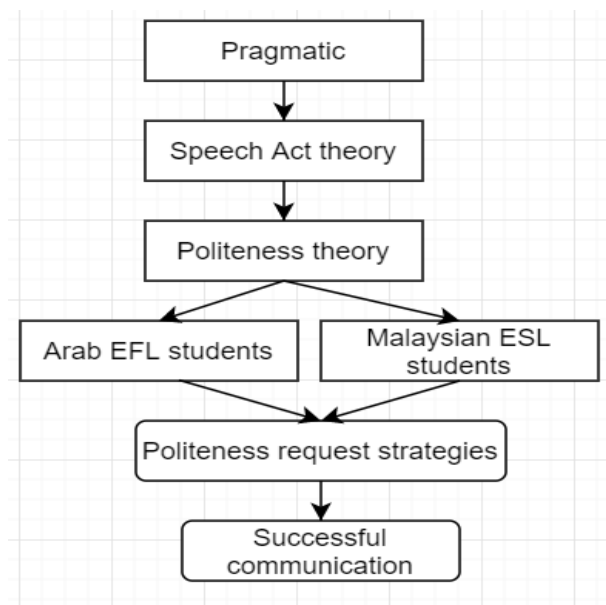 Pragmatic
Speech Act theory
Politeness theory
Arab EFL students
Malaysian ESL
students
Politeness request strategies
Successful
communication